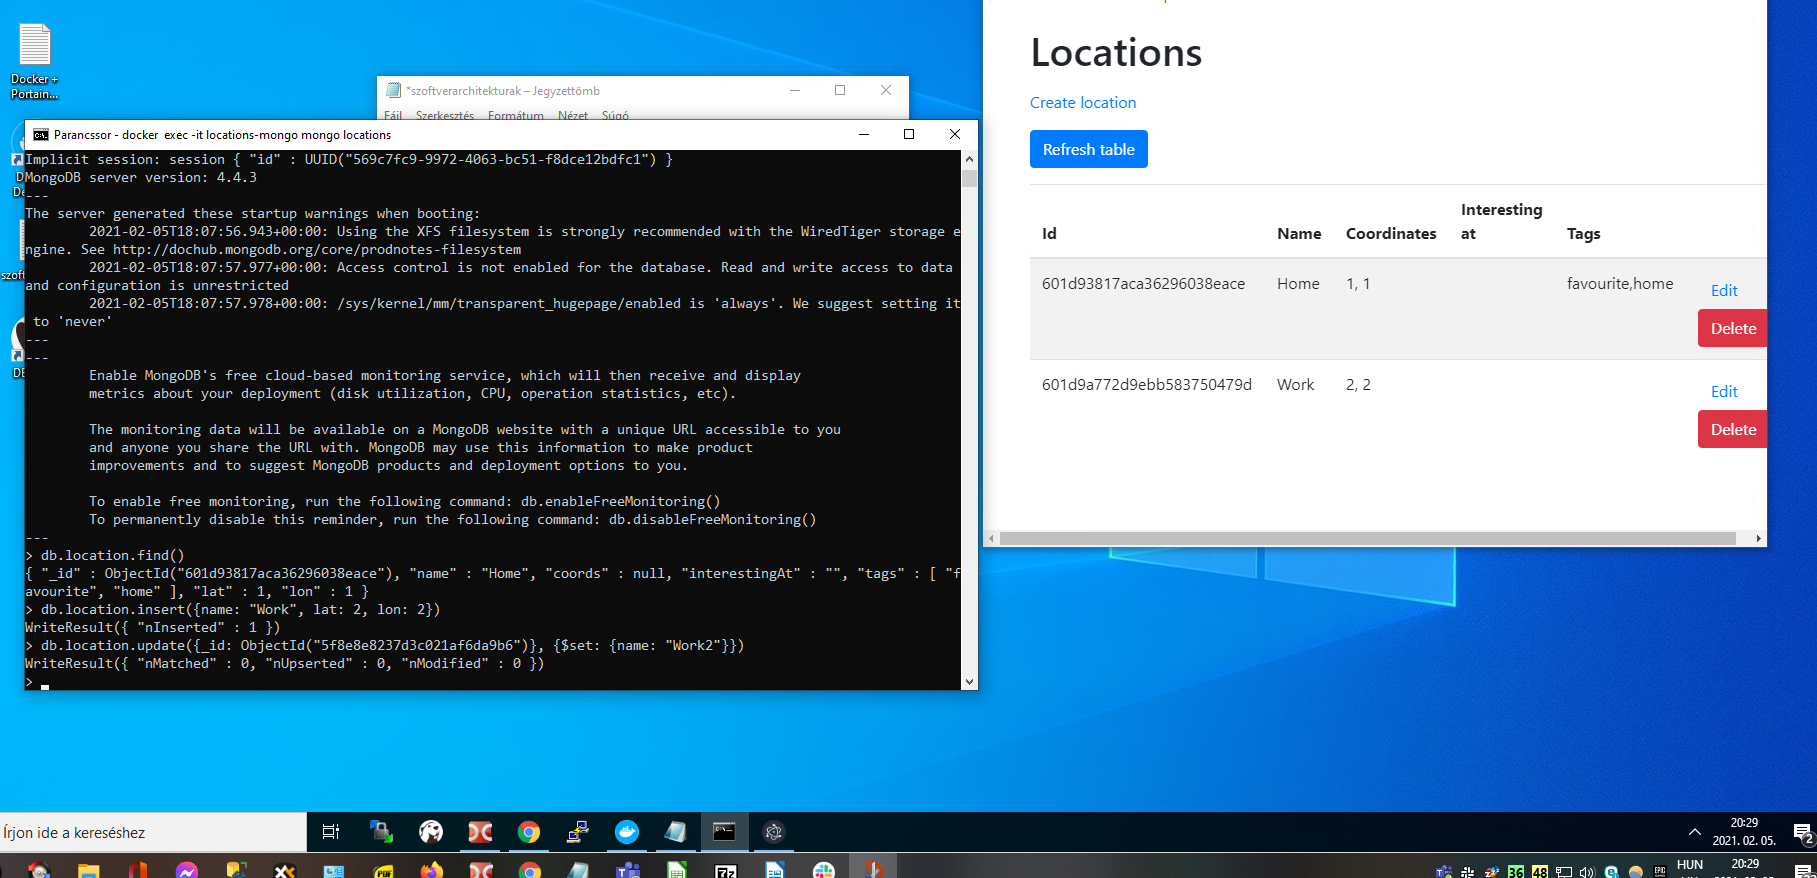 Docker +
Portain...
*szoftverarchitekturak – Jegyzettömb
Fájl Szerkesztés Formátum Nézet Súgó
Parancssor - docker  exec -it locations-mongo mongo locations
Implicit session: session { "id" : UUID("569c7fc9-9972-4063-bc51-f8dce12bdfc1") }
MongoDB server version: 4.4.3
---
The server generated these startup warnings when booting:
        2021-02-05T18:07:56.943+00:00: Using the XFS filesystem is strongly recommended with the WiredTiger storage e
ngine. See http://dochub.mongodb.org/core/prodnotes-filesystem
        2021-02-05T18:07:57.977+00:00: Access control is not enabled for the database. Read and write access to data
and configuration is unrestricted
        2021-02-05T18:07:57.978+00:00: /sys/kernel/mm/transparent_hugepage/enabled is 'always'. We suggest setting it
 to 'never'
---
---
        Enable MongoDB's free cloud-based monitoring service, which will then receive and display
        metrics about your deployment (disk utilization, CPU, operation statistics, etc).
        The monitoring data will be available on a MongoDB website with a unique URL accessible to you
        and anyone you share the URL with. MongoDB may use this information to make product
        improvements and to suggest MongoDB products and deployment options to you.
        To enable free monitoring, run the following command: db.enableFreeMonitoring()
        To permanently disable this reminder, run the following command: db.disableFreeMonitoring()
---
> db.location.find()
{ "_id" : ObjectId("601d93817aca36296038eace"), "name" : "Home", "coords" : null, "interestingAt" : "", "tags" : [ "f
avourite", "home" ], "lat" : 1, "lon" : 1 }
> db.location.insert({name: "Work", lat: 2, lon: 2})
WriteResult({ "nInserted" : 1 })
> db.location.update({_id: ObjectId("5f8e8e8237d3c021af6da9b6")}, {$set: {name: "Work2"}})
WriteResult({ "nMatched" : 0, "nUpserted" : 0, "nModified" : 0 })
>
D
De
szoft
DE
Locations
Create location
Refresh table
Id Name Coordinates Interesting at Tags
601d93817aca36296038eace Home 1, 1 favourite,home Edit
Delete
601d9a772d9ebb583750479d Work 2, 2 Edit
Delete
Írjon ide a kereséshez
20:29
2021. 02. 05.
2
PDF
7z
36
48
EPIC
HUN
20:29